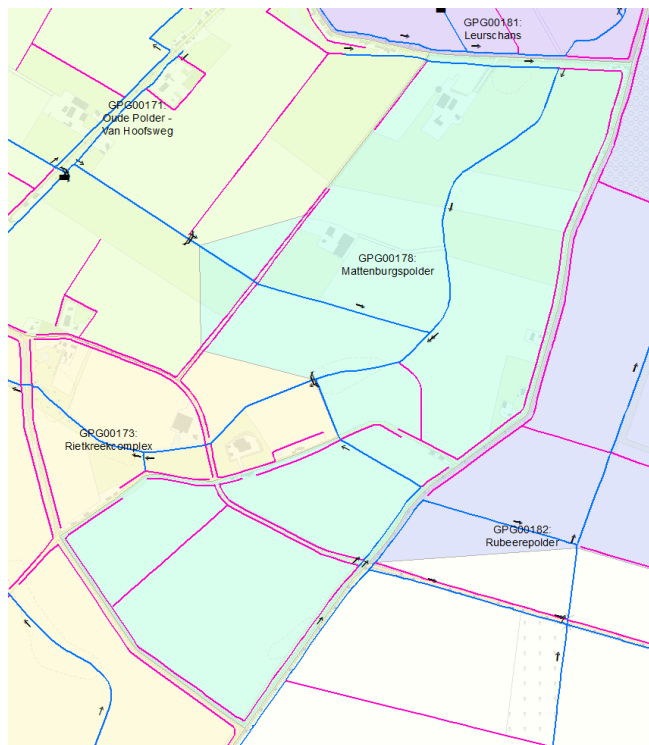 GPG00181:
Leurschans
GPG00171:
Oude Polder -
Van Hoofsweg
GPG00178:
Mattenburgspolder
GPG00173:
Rietkreekcomplex
GPG00182:
Rubeerepolder